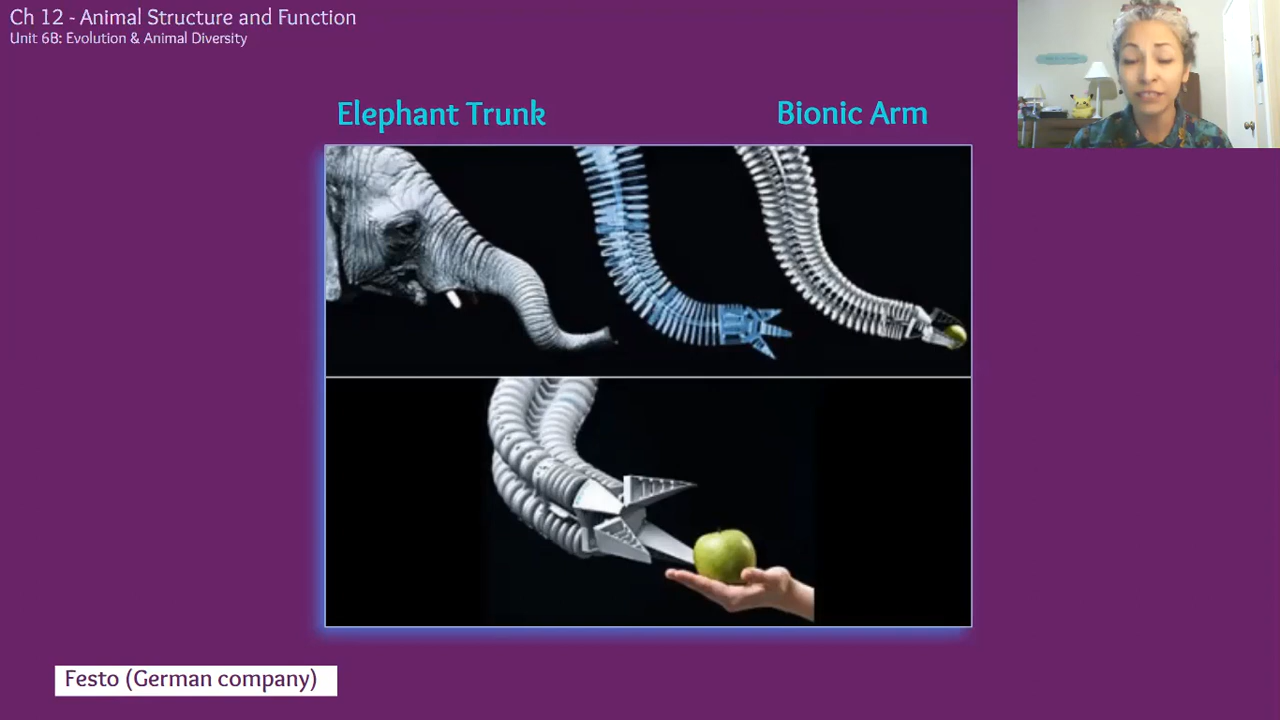 Ch 12 - Animal Structure and Function
Unit 6B: Evolution & Animal Diversity
Elephant Trunk
Bionic Arm
Festo (German company)